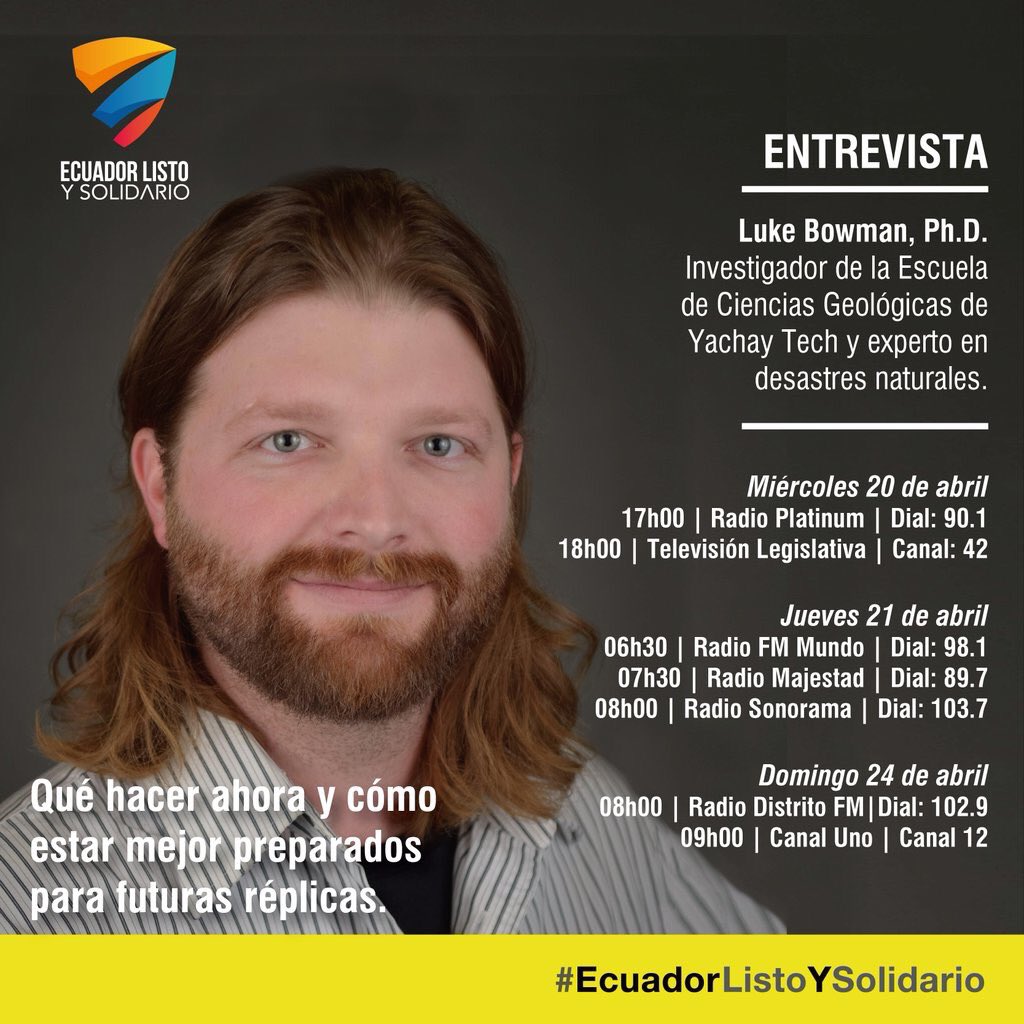 ECUADOR LISTO
Y SOLIDARIO
ENTREVISTA
Luke Bowman, Ph.D.
Investigador de la Escuela
de Ciencias Geológicas de
Yachay Tech y experto en
desastres naturales.
Miércoles 20 de abril
17h00 | Radio Platinum | Dial: 90.1
18h00 | Televisión Legislativa | Canal: 42
Jueves 21 de abril
06h30 | Radio FM Mundo | Dial: 98.1
07h30 | Radio Majestad | Dial: 89.7
08h00 | Radio Sonorama | Dial: 103.7
Domingo 24 de abril
08h00 | Radio Distrito FM|Dial: 102.9
09h00 | Canal Uno | Canal 12
Qué hacer ahora y cómo
estar mejor preparados
para futuras réplicas.
#EcuadorListoYSolidario